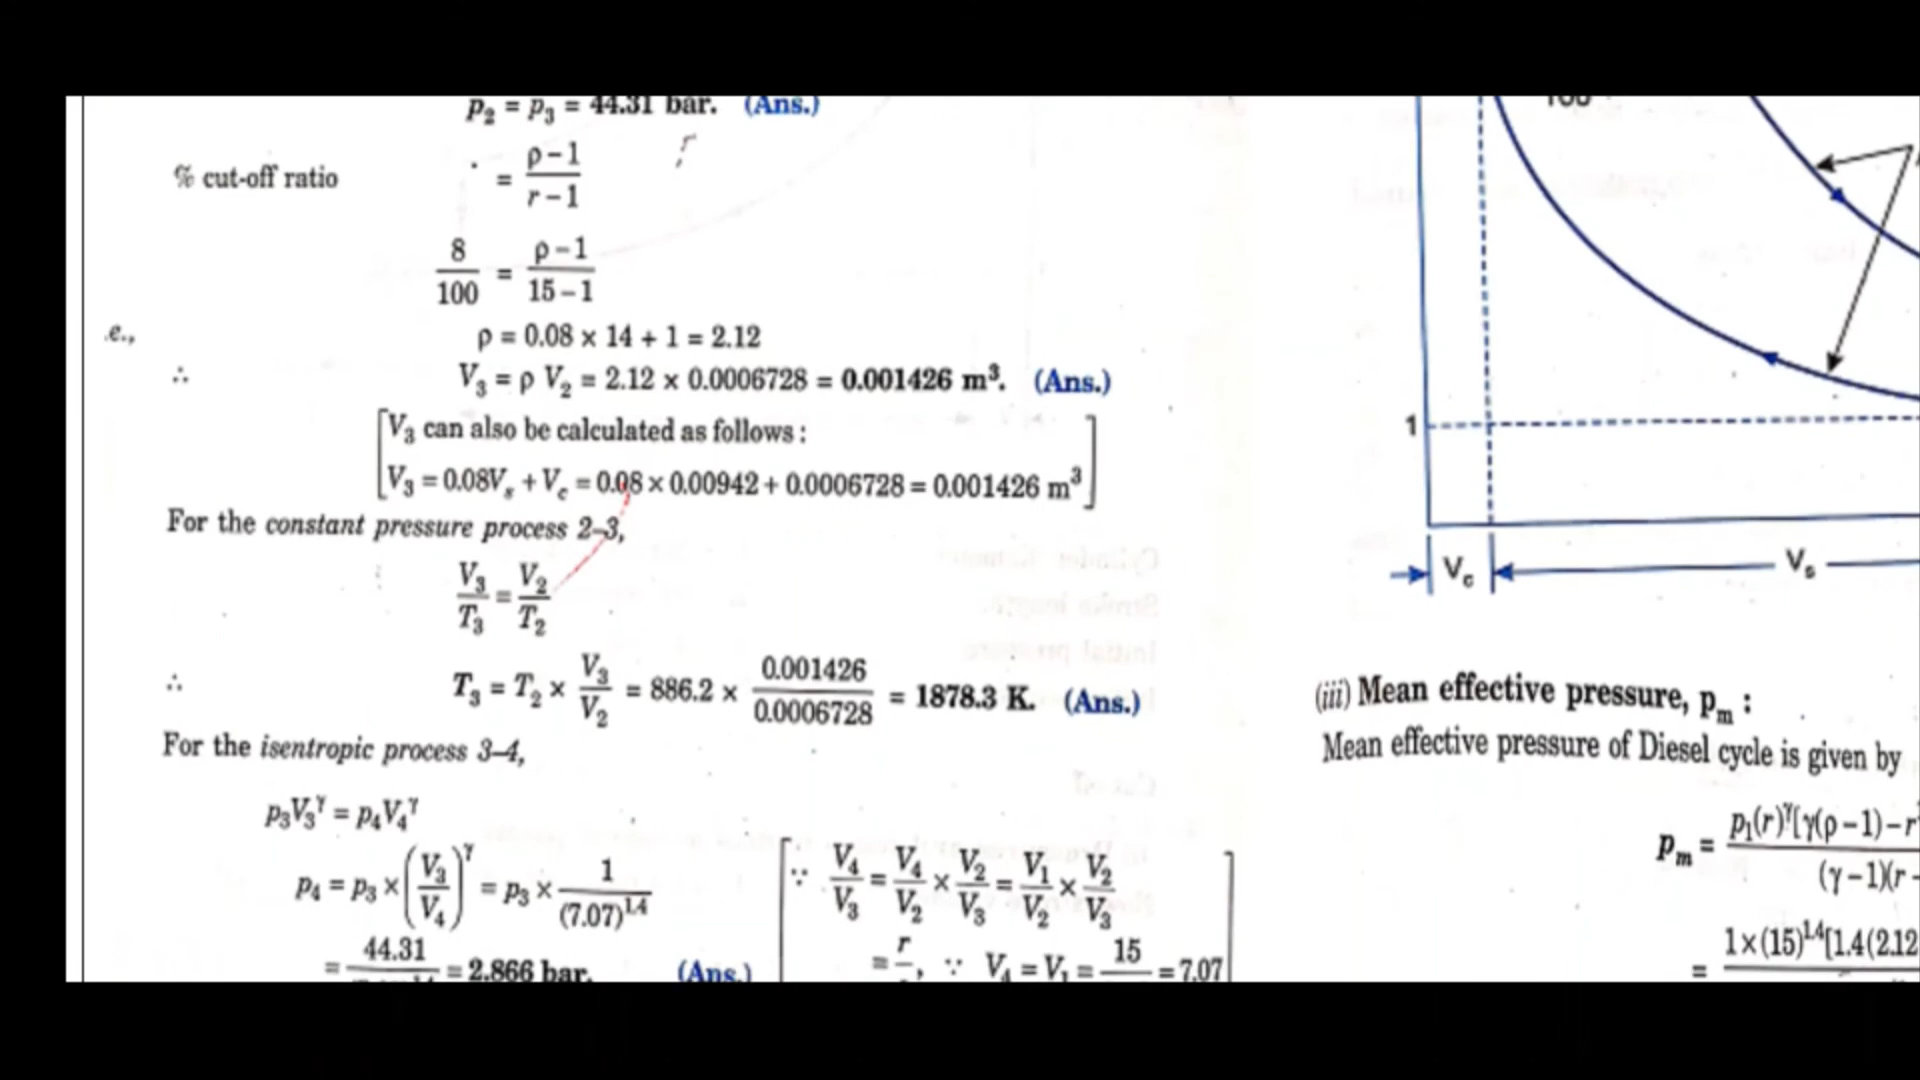 p₂ = p₃ = 44.31 bar. (Ans.)
% cut-off ratio = (ρ – 1)/(r – 1)
8/100 = (ρ – 1)/(15 – 1)
.e., ρ = 0.08 × 14 + 1 = 2.12
∴ V₃ = ρ V₂ = 2.12 × 0.0006728 = 0.001426 m³. (Ans.)
[V₃ can also be calculated as follows :
V₃ = 0.08Vₛ + V_c = 0.08 × 0.00942 + 0.0006728 = 0.001426 m³]
For the constant pressure process 2–3,
V₃/T₃ = V₂/T₂
∴ T₃ = T₂ × V₃/V₂ = 886.2 × 0.001426/0.0006728 = 1878.3 K. (Ans.)
For the isentropic process 3–4,
p₃V₃^γ = p₄V₄^γ
p₄ = p₃ × (V₃/V₄)^γ = p₃ × 1/(7.07)^1.4 [∵ V₄/V₃ = V₄/V₂ × V₂/V₃ = V₁/V₂ × V₂/V₃
= 44.31 = 2.866 bar. (Ans.) = r , ∵ V₄ = V₁ = 15 = 7.07]
1
V_c Vₛ
(iii) Mean effective pressure, pₘ :
Mean effective pressure of Diesel cycle is given by
pₘ = p₁(r)^γ[γ(ρ – 1) – r
(γ – 1)(r –
= 1 × (15)^1.4[1.4(2.12